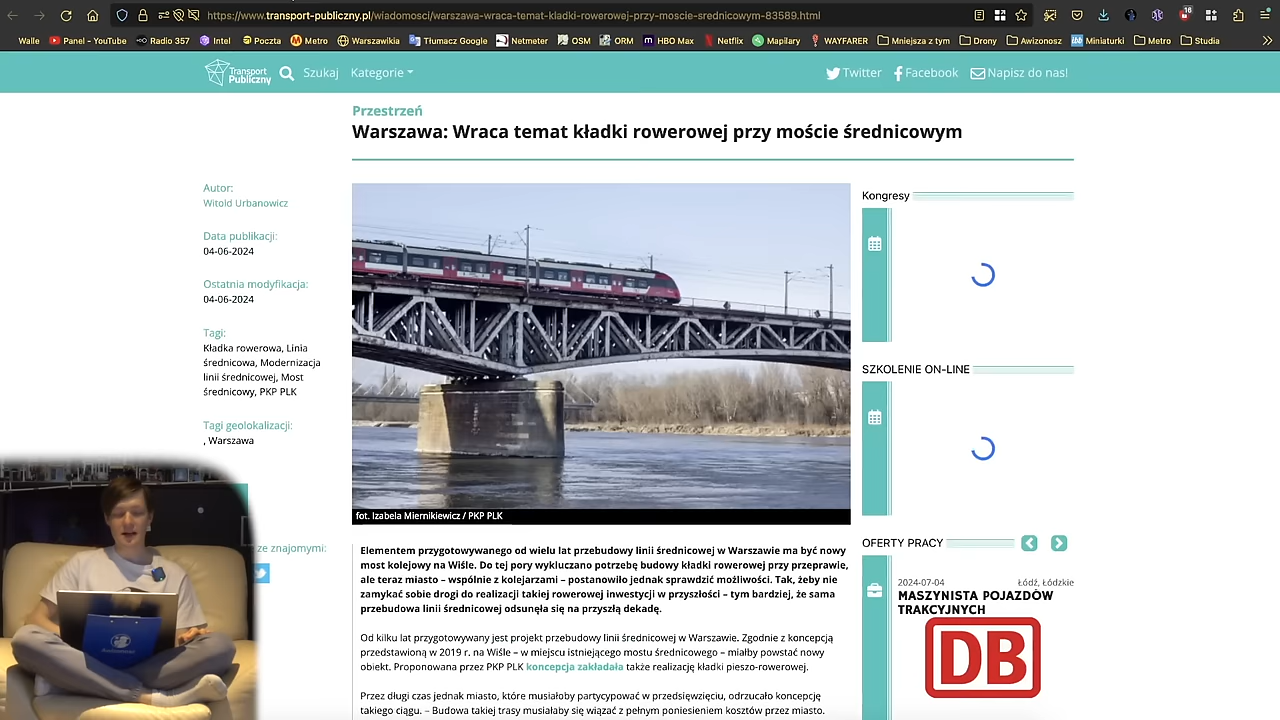 https://www.transport-publiczny.pl/wiadomosci/warszawa-wraca-temat-kladki-rowerowej-przy-moscie-srednicowym-83589.html
16
Walle Panel - YouTube Radio 357 Intel Poczta Metro Warszawikia Tłumacz Google Netmeter OSM ORM HBO Max Netflix Mapilary WAYFARER Mniejsza z tym Drony Awizonosz Miniaturki Metro Studia
Transport Publiczny Szukaj Kategorie Twitter Facebook Napisz do nas!
Przestrzeń
Warszawa: Wraca temat kładki rowerowej przy moście średnicowym
Autor:
Witold Urbanowicz
Data publikacji:
04-06-2024
Ostatnia modyfikacja:
04-06-2024
Tagi:
Kładka rowerowa, Linia
średnicowa, Modernizacja
linii średnicowej, Most
średnicowy, PKP PLK
Tagi geolokalizacji:
, Warszawa
ze znajomymi:
fot. Izabela Miernikiewicz / PKP PLK
Elementem przygotowywanego od wielu lat przebudowy linii średnicowej w Warszawie ma być nowy
most kolejowy na Wiśle. Do tej pory wykluczano potrzebę budowy kładki rowerowej przy przeprawie,
ale teraz miasto – wspólnie z kolejarzami – postanowiło jednak sprawdzić możliwości. Tak, żeby nie
zamykać sobie drogi do realizacji takiej rowerowej inwestycji w przyszłości – tym bardziej, że sama
przebudowa linii średnicowej odsunęła się na przyszłą dekadę.
Od kilku lat przygotowywany jest projekt przebudowy linii średnicowej w Warszawie. Zgodnie z koncepcją
przedstawioną w 2019 r. na Wiśle – w miejscu istniejącego mostu średnicowego – miałby powstać nowy
obiekt. Proponowana przez PKP PLK koncepcja zakładała także realizację kładki pieszo-rowerowej.
Przez długi czas jednak miasto, które musiałoby partycypować w przedsięwzięciu, odrzucało koncepcję
takiego ciągu. – Budowa takiej trasy musiałaby się wiązać z pełnym poniesieniem kosztów przez miasto.
Kongresy
SZKOLENIE ON-LINE
OFERTY PRACY
2024-07-04 Łódź, Łódzkie
MASZYNISTA POJAZDÓW
TRAKCYJNYCH
DB